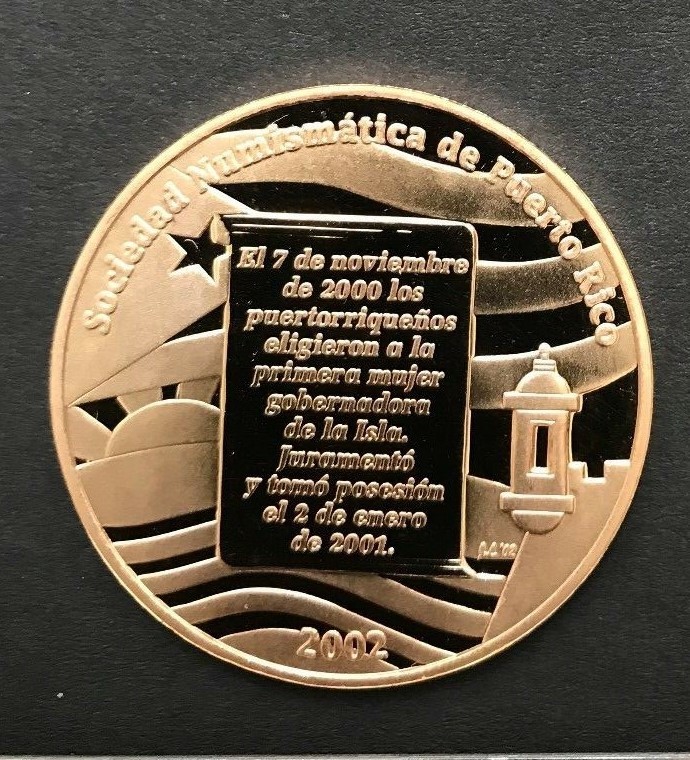 Sociedad Numismática de Puerto Rico
El 7 de noviembre
de 2000 los
puertorriqueños
eligieron a la
primera mujer
gobernadora
de la Isla.
Juramentó
y tomó posesión
el 2 de enero
de 2001.
2002